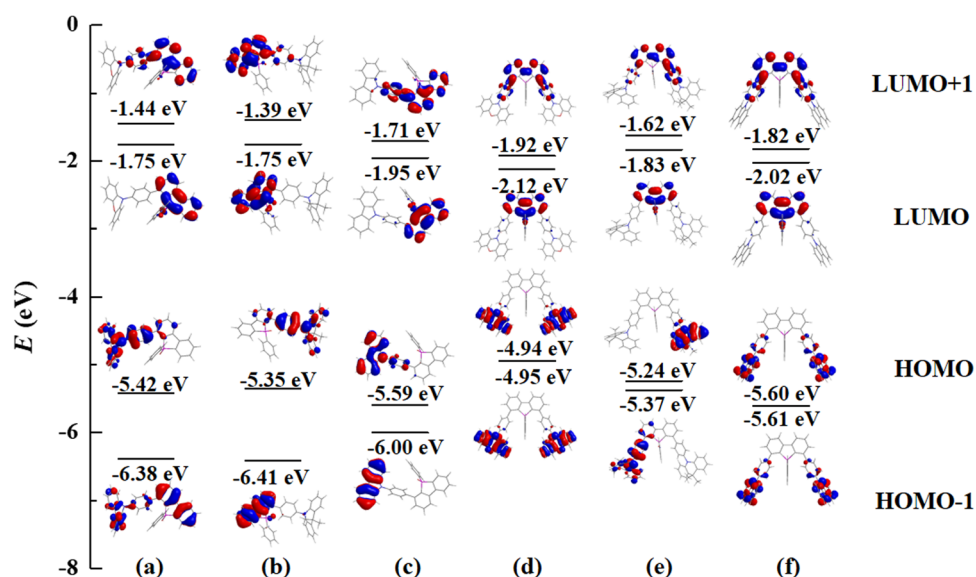 0
-2
-4
-6
-8
E (eV)
LUMO+1
-1.44 eV
-1.39 eV
-1.71 eV
-1.92 eV
-1.62 eV
-1.82 eV
-1.75 eV
-1.75 eV
-1.95 eV
-2.12 eV
-1.83 eV
-2.02 eV
LUMO
-5.42 eV
-5.35 eV
-5.59 eV
-4.94 eV
-5.24 eV
-5.60 eV
HOMO
-6.38 eV
-6.41 eV
-6.00 eV
-4.95 eV
-5.37 eV
-5.61 eV
HOMO-1
(a) (b) (c) (d) (e) (f)